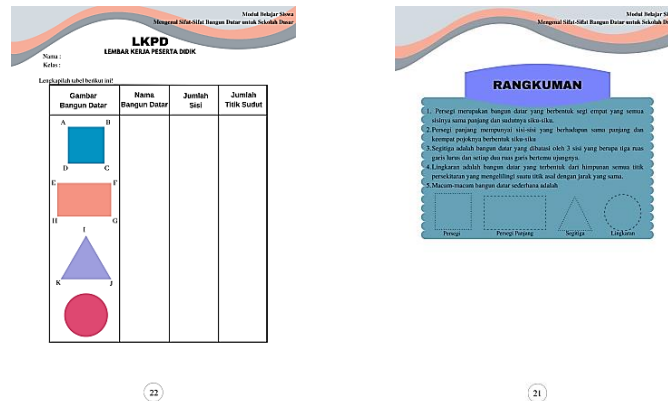 Modul Belajar Siswa
Mengenal Sifat-Sifat Bangun Datar untuk Sekolah Dasar
LKPD
LEMBAR KERJA PESERTA DIDIK
Nama :
Kelas :
Lengkapilah tabel berikut ini!
Gambar Bangun Datar Nama Bangun Datar Jumlah Sisi Jumlah Titik Sudut
A B
D C
E F
H G
I
K J
22
Modul Belajar Si
Mengenal Sifat-Sifat Bangun Datar untuk Sekolah D
RANGKUMAN
1. Persegi merupakan bangun datar yang berbentuk segi empat yang semua
sisinya sama panjang dan sudutnya siku-siku.
2. Persegi panjang mempunyai sisi-sisi yang berhadapan sama panjang dan
keempat pojoknya berbentuk siku-siku
3. Segitiga adalah bangun datar yang dibatasi oleh 3 sisi yang berupa tiga ruas
garis lurus dan setiap dua ruas garis bertemu ujungnya.
4. Lingkaran adalah bangun datar yang terbentuk dari himpunan semua titik
persekitaran yang mengelilingi suatu titik asal dengan jarak yang sama.
5. Macam-macam bangun datar sederhana adalah
Persegi Persegi Panjang Segitiga Lingkaran
21